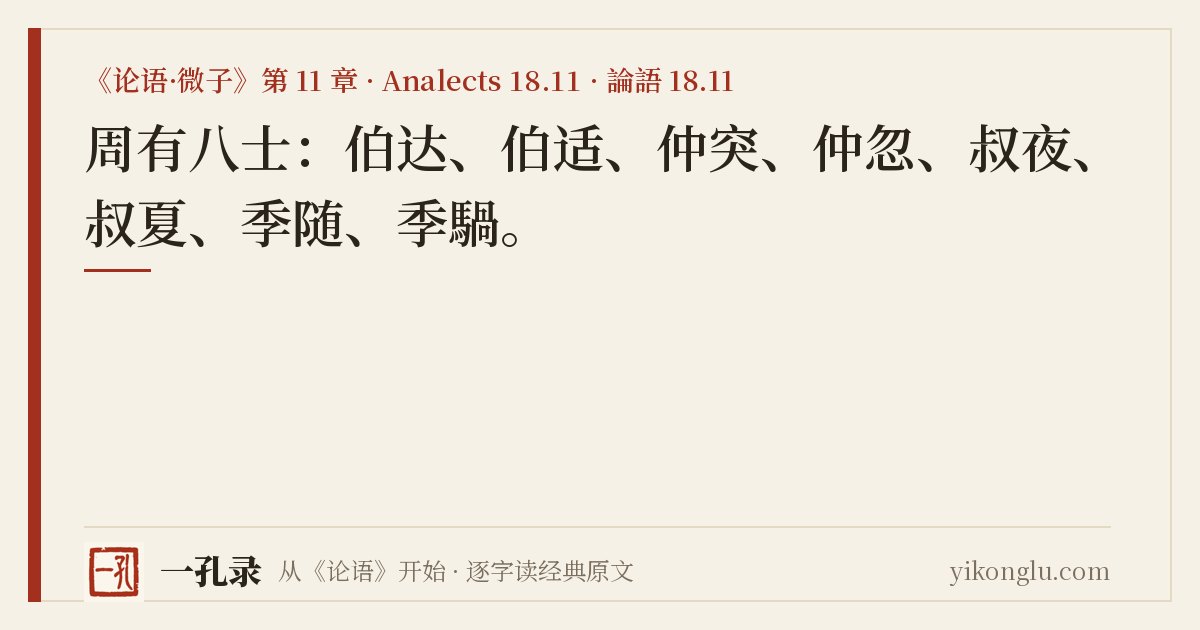 《论语·微子》第 11 章 · Analects 18.11 · 論語 18.11
周有八士：伯达、伯适、仲突、仲忽、叔夜、
叔夏、季随、季騧。
一孔
一孔录 从《论语》开始 · 逐字读经典原文 yikonglu.com